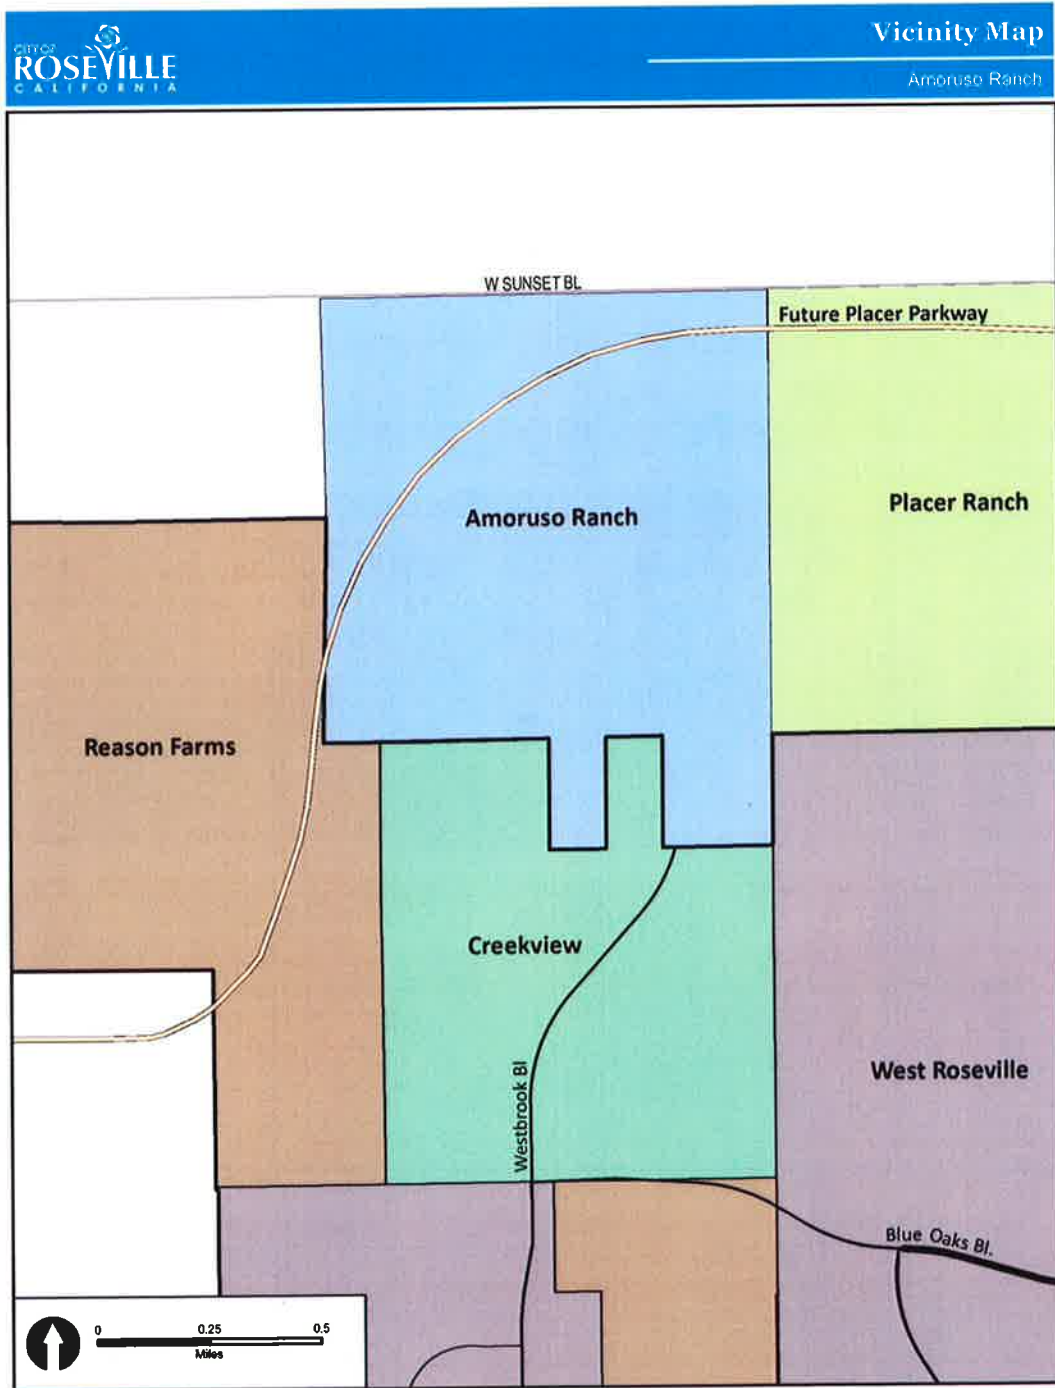 CITY OF
ROSEVILLE
CALIFORNIA
Vicinity Map
Amoruso Ranch
W SUNSET BL
Future Placer Parkway
Amoruso Ranch
Placer Ranch
Reason Farms
Creekview
Westbrook Bl
West Roseville
Blue Oaks Bl.
0 0.25 0.5
Miles